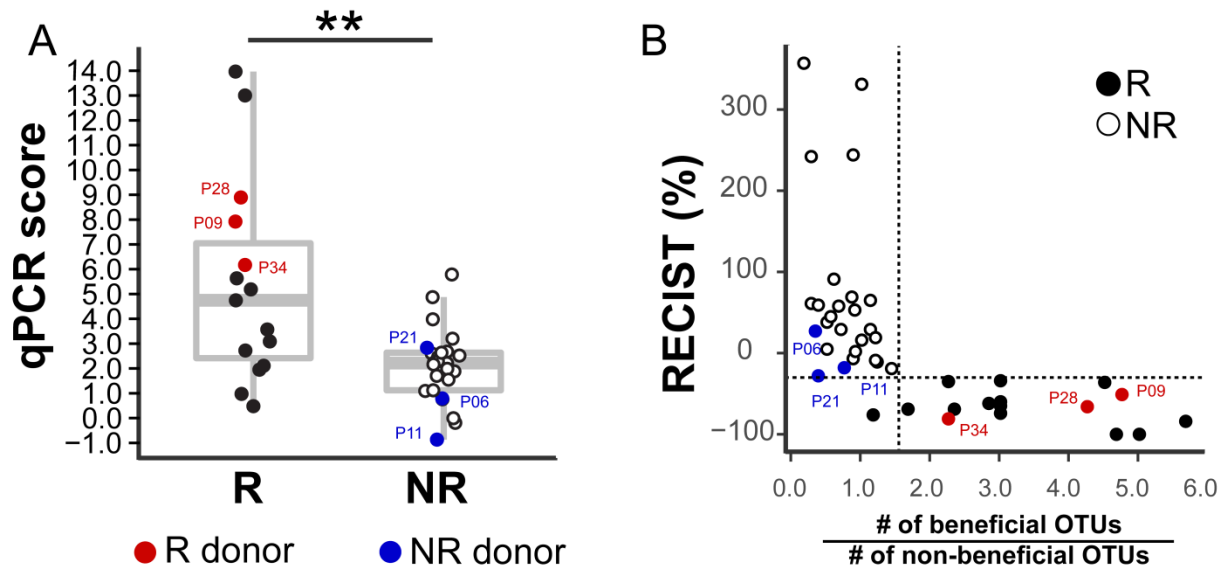 A
**
qPCR score
14.0
13.0
12.0
11.0
10.0
9.0
8.0
7.0
6.0
5.0
4.0
3.0
2.0
1.0
0.0
−1.0
P28
P09
P34
P21
P06
P11
R
NR
R donor
NR donor
B
RECIST (%)
300
200
100
0
−100
R
NR
P06
P21
P11
P34
P28
P09
0.0
1.0
2.0
3.0
4.0
5.0
6.0
# of beneficial OTUs
# of non-beneficial OTUs